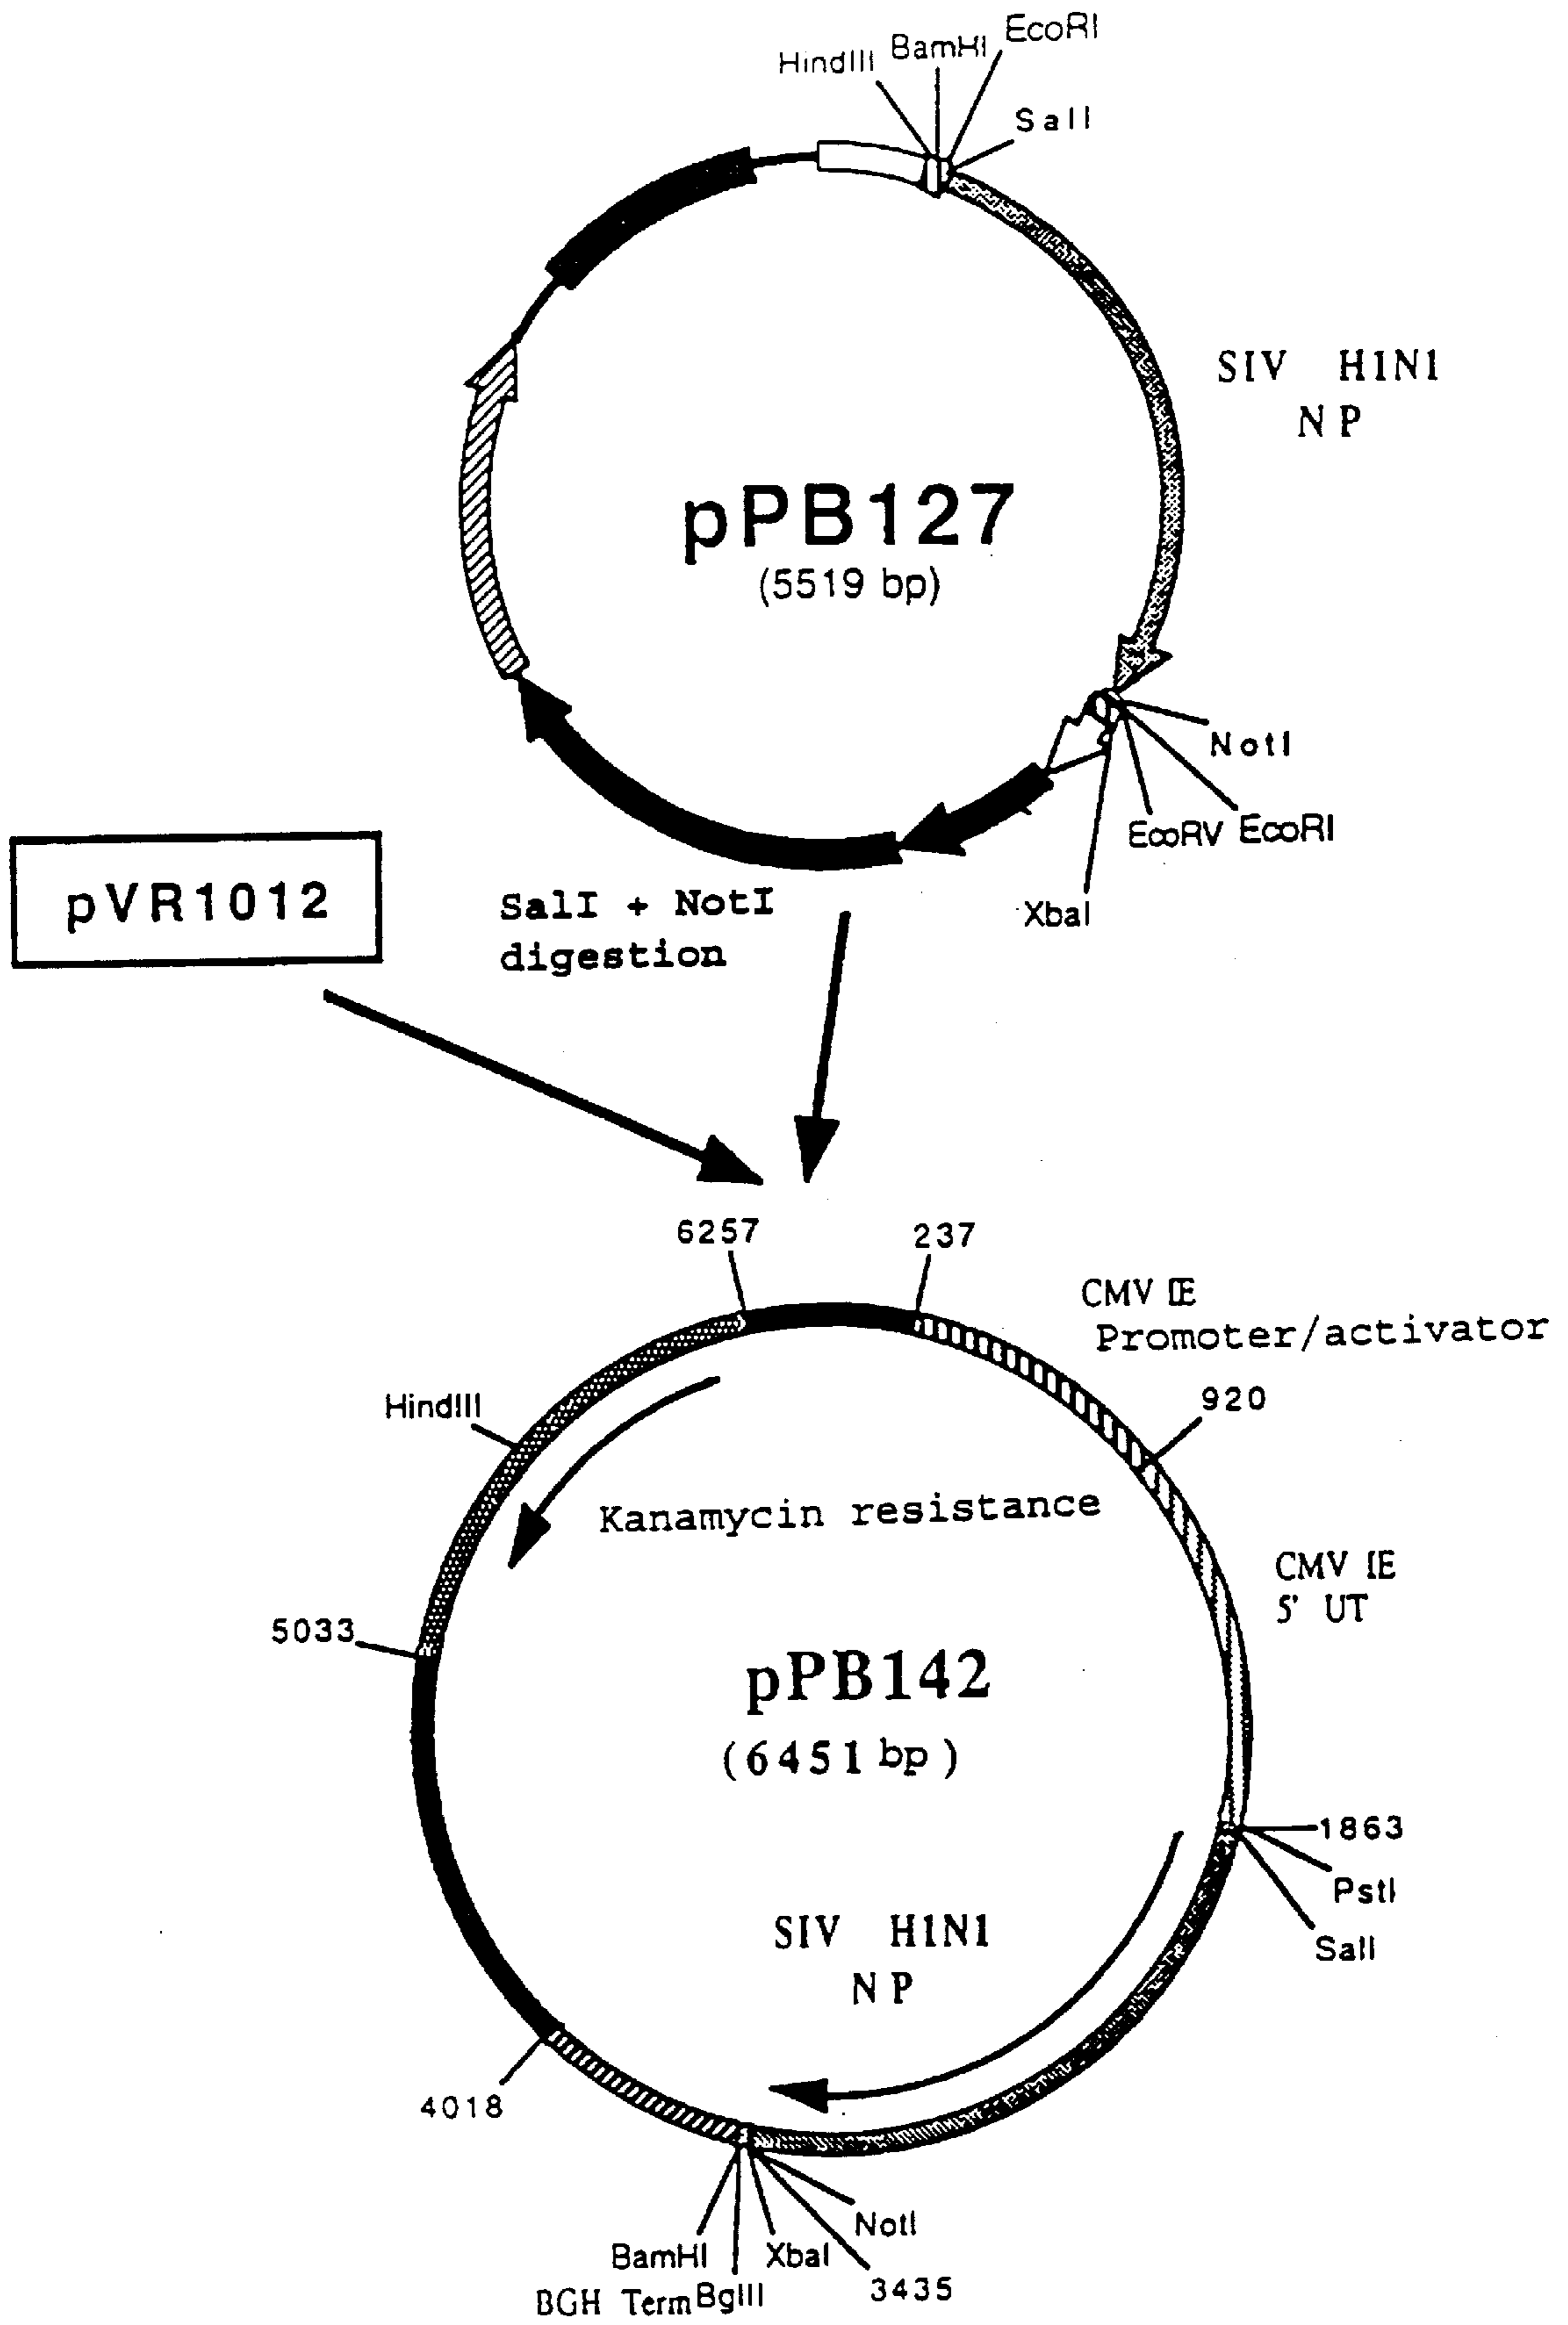 HindIII
BamHI
EcoRI
SalI
SIV H1N1
NP
pPB127
(5519 bp)
NotI
EcoRV EcoRI
XbaI
pVR1012
SalI + NotI
digestion
6257
237
CMV IE
Promoter/activator
920
HindIII
Kanamycin resistance
CMV IE
5' UT
5033
pPB142
(6451 bp)
1863
PstI
SalI
SIV H1N1
NP
4018
NotI
BamHI
XbaI
3435
BGH Term
BglII